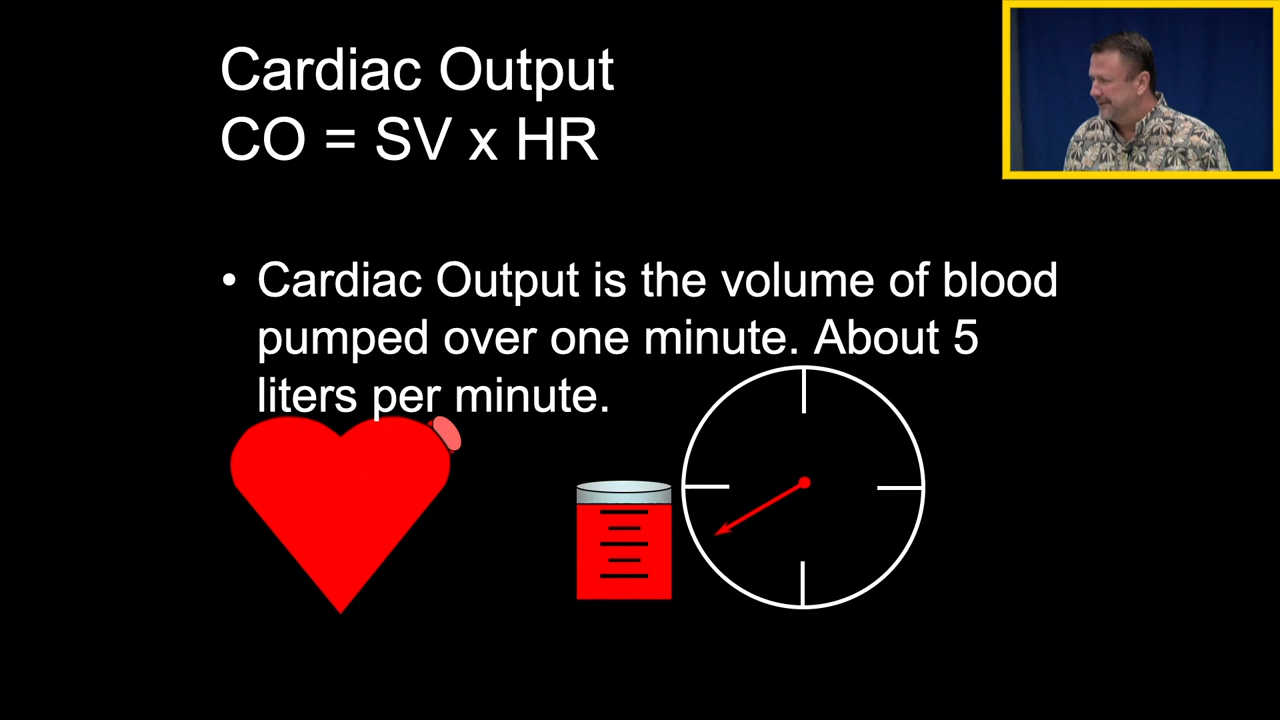 Cardiac Output
CO = SV x HR
• Cardiac Output is the volume of blood
pumped over one minute. About 5
liters per minute.